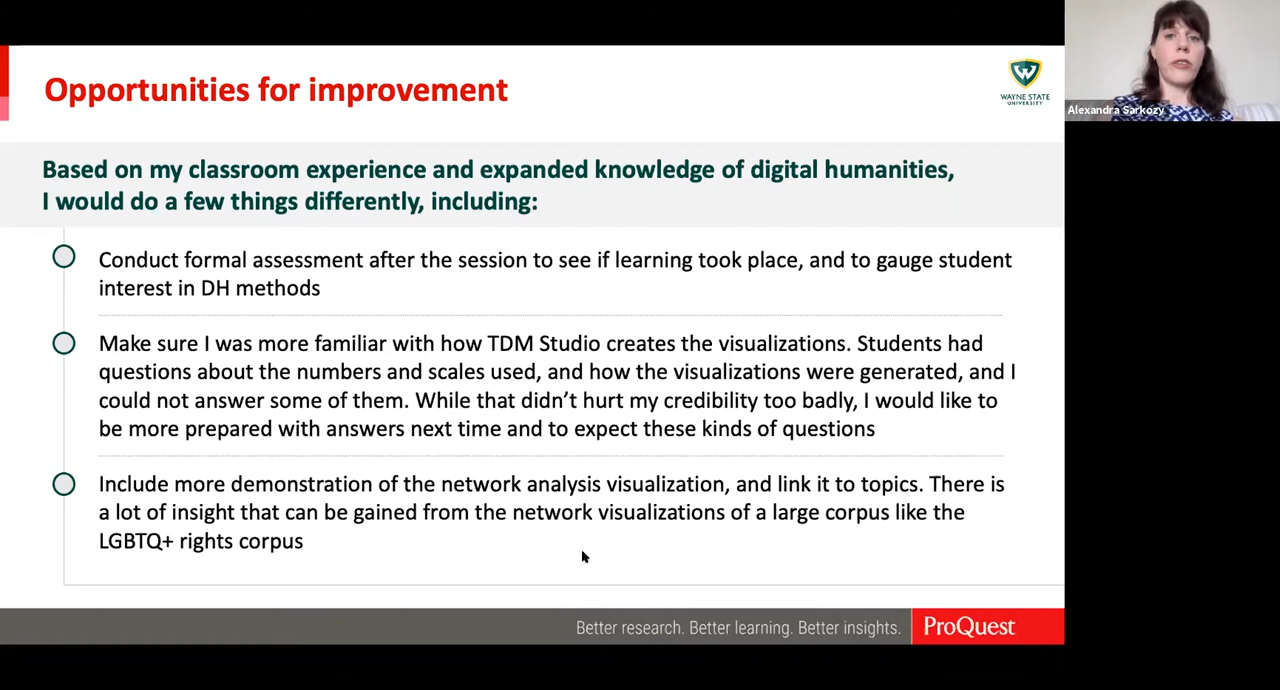 Opportunities for improvement
WAYNE STATE
UNIVERSITY
Alexandra Sarkozy
Based on my classroom experience and expanded knowledge of digital humanities,
I would do a few things differently, including:
Conduct formal assessment after the session to see if learning took place, and to gauge student
interest in DH methods
Make sure I was more familiar with how TDM Studio creates the visualizations. Students had
questions about the numbers and scales used, and how the visualizations were generated, and I
could not answer some of them. While that didn’t hurt my credibility too badly, I would like to
be more prepared with answers next time and to expect these kinds of questions
Include more demonstration of the network analysis visualization, and link it to topics. There is
a lot of insight that can be gained from the network visualizations of a large corpus like the
LGBTQ+ rights corpus
Better research. Better learning. Better insights.
ProQuest